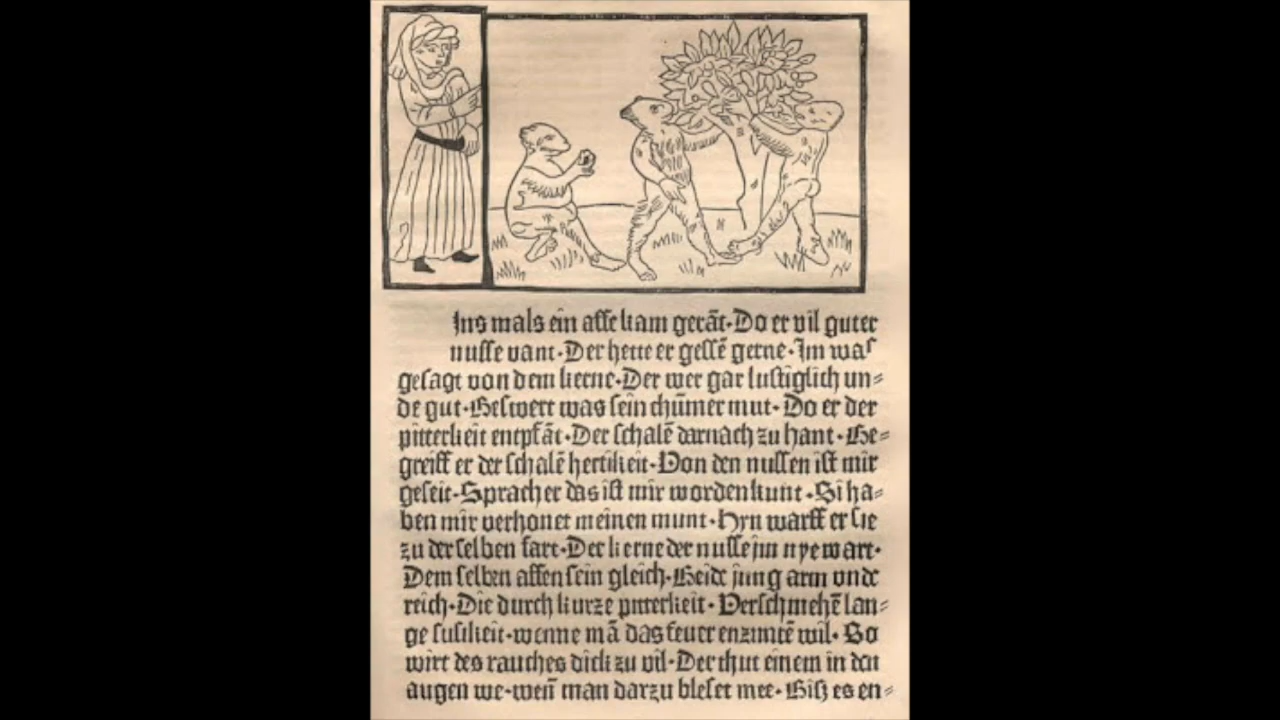 Ins mals ein affe kam gerāt·Do er vil guter
nusse vant·Der hette er gessē gerne·Im was
gesagt von dem kerne·Der wer gar lustiglich un=
de gut·Beswert was sein thūmer mut·Do er der
pitterkeit entpfāt·Der schalē darnach zu hant·Be=
greiff er der schalē hertikeit·Von den nussen ist mir
geseit·Sprach er das ist mir worden kunt·Si ha=
ben mir verhonet meinen munt·Hyn warff er sie
zu der selben fart·Der kerne der nusse im nye wart·
Dem selben affen sein gleich·Beide jung arm vnde
reich·Die durch kurze pitterkeit·Verschmehē lan=
ge susikeit·wenne mā das feuer enzuntē wil·So
wirt des rauches dick zu vil·Der thut einem in den
augen we·wen̄ man darzu bleset mee·Biß es en=